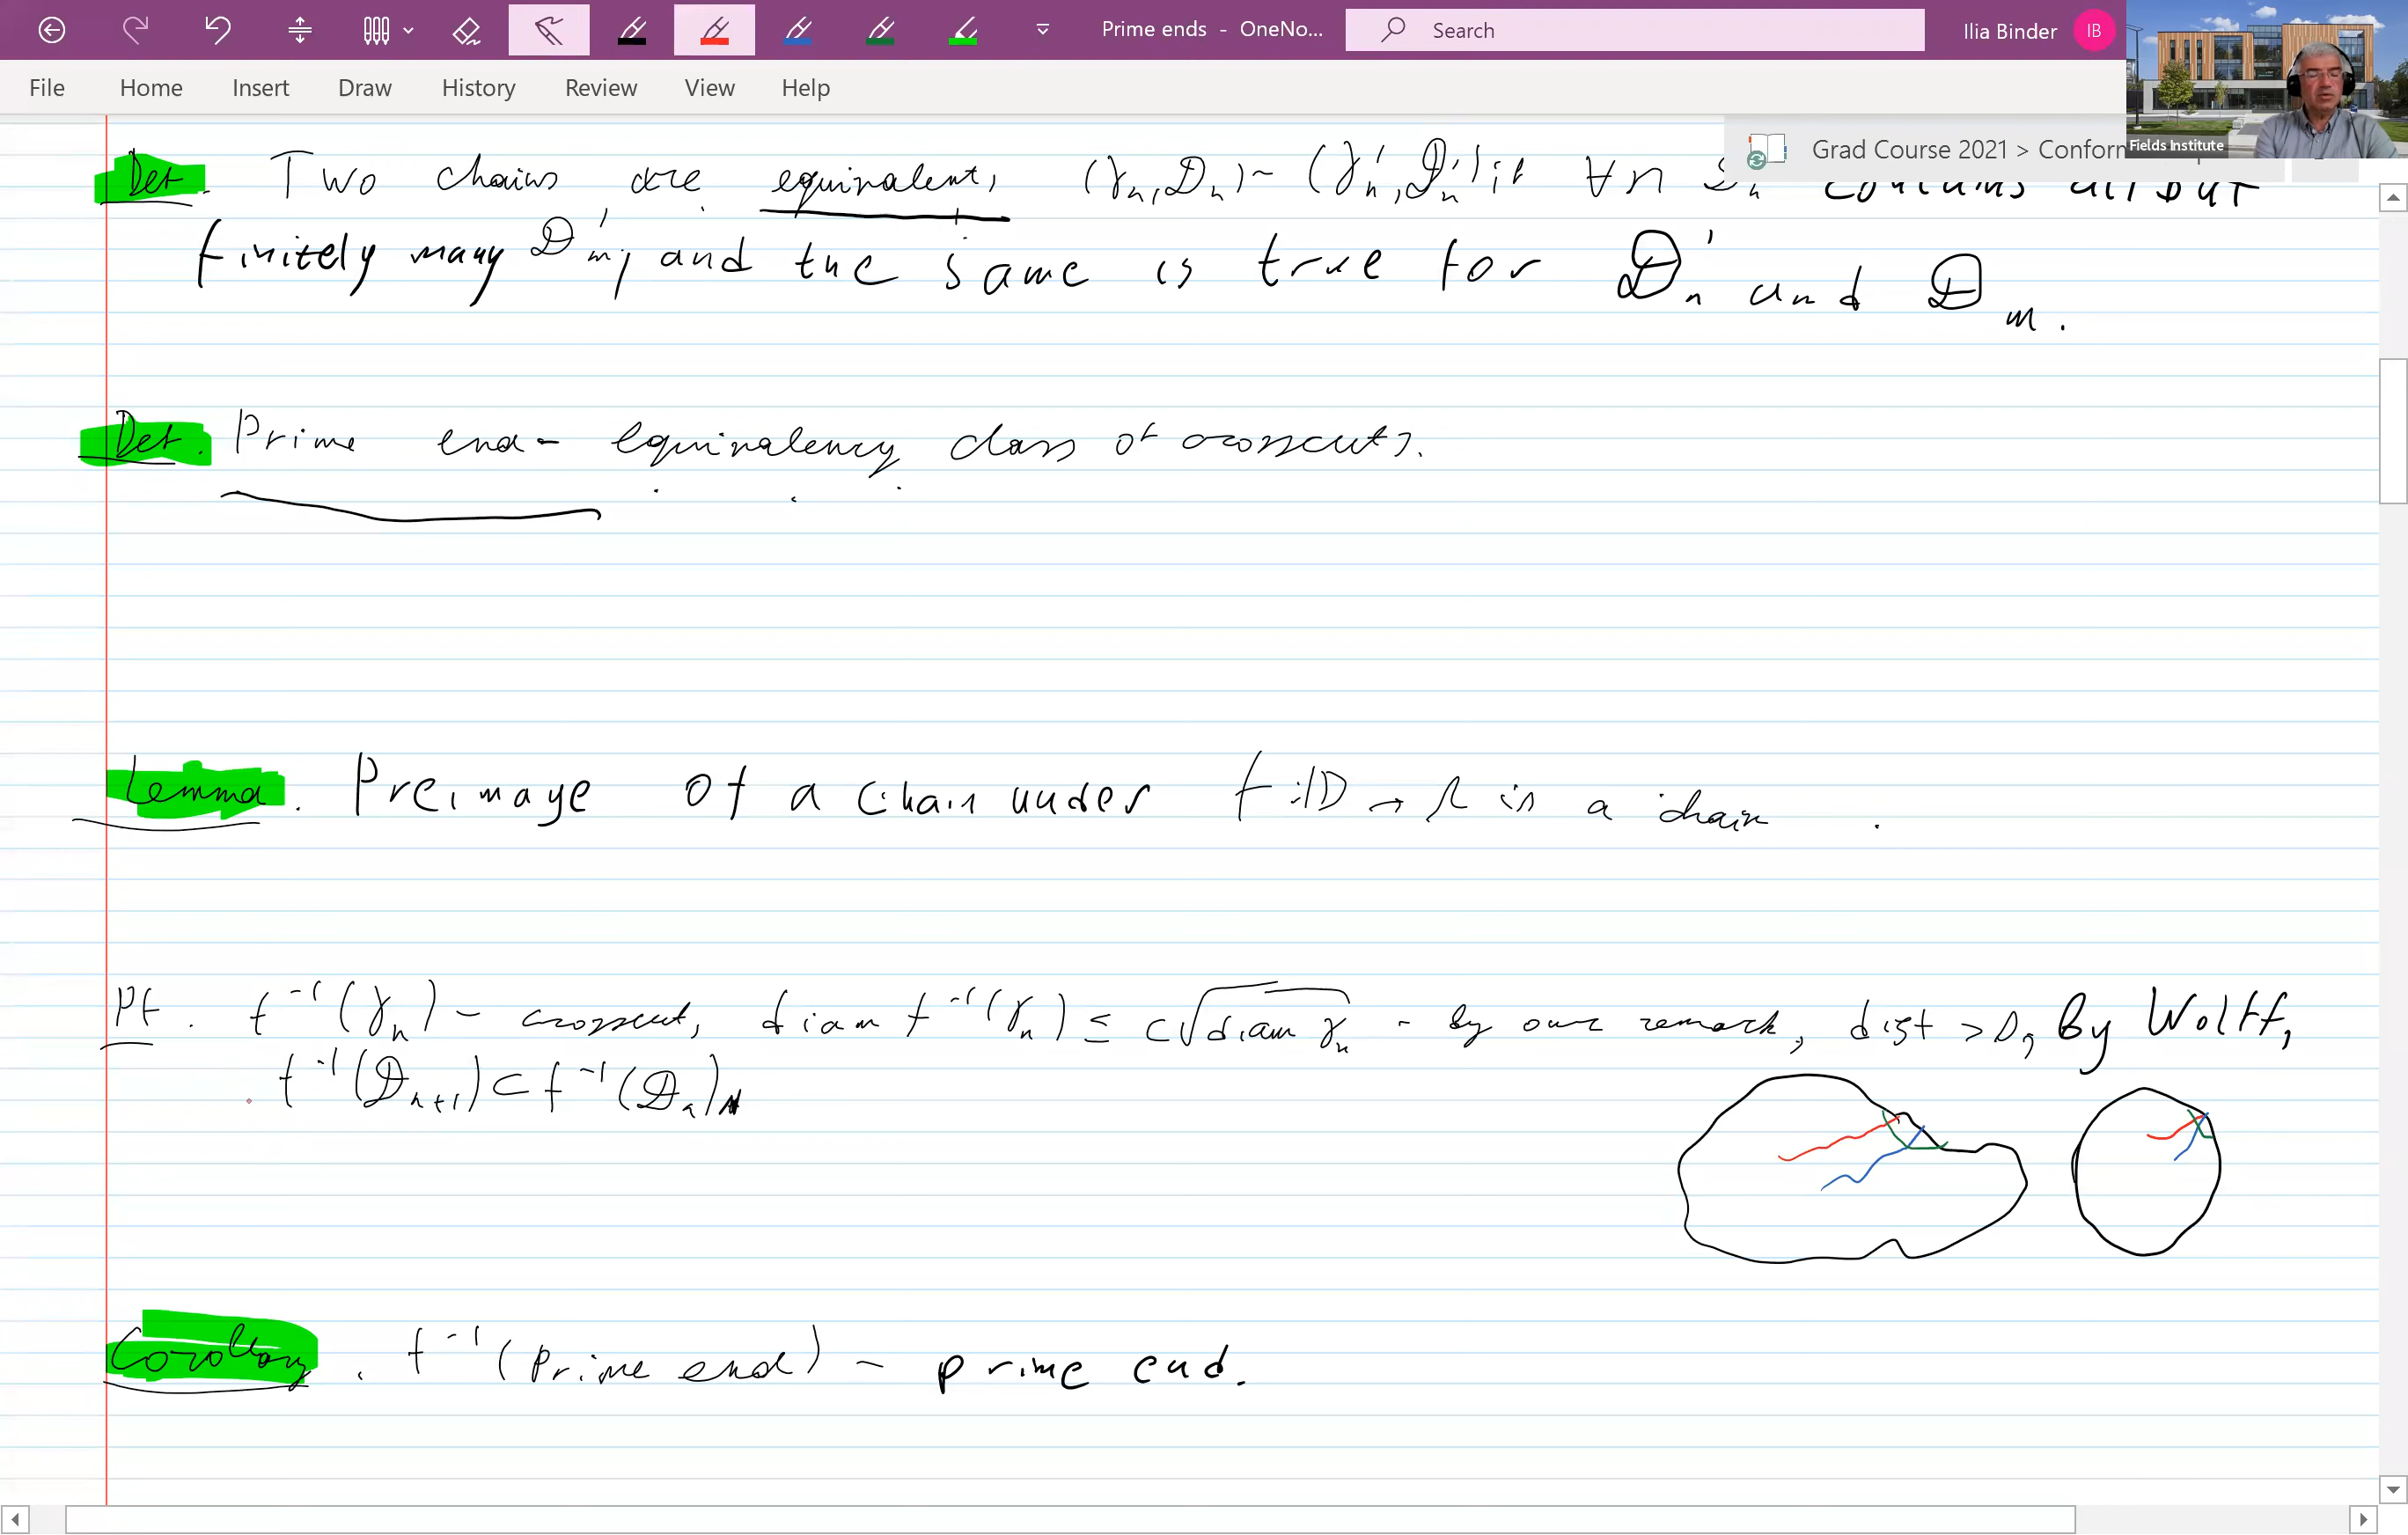 Prime ends - OneNo...
Search
Ilia Binder
IB
File Home Insert Draw History Review View Help
Grad Course 2021 > Conform
Fields Institute
Def. Two chains are equivalent, (γn, Dn) ~ (γ'n, D'n) if ∀n Dn contains all but
finitely many D'm, and the same is true for D'n and Dm.
Def. Prime end - equivalency class of crosscuts.
Lemma. Preimage of a chain under f: D → Ω is a chain.
Pf. f⁻¹(γn) - crosscut, diam f⁻¹(γn) ≤ c√diam γn - by our remark, dist > 0, By Wolff,
f⁻¹(Dn+1) ⊂ f⁻¹(Dn)
Corollary. f⁻¹(prime end) - prime end.